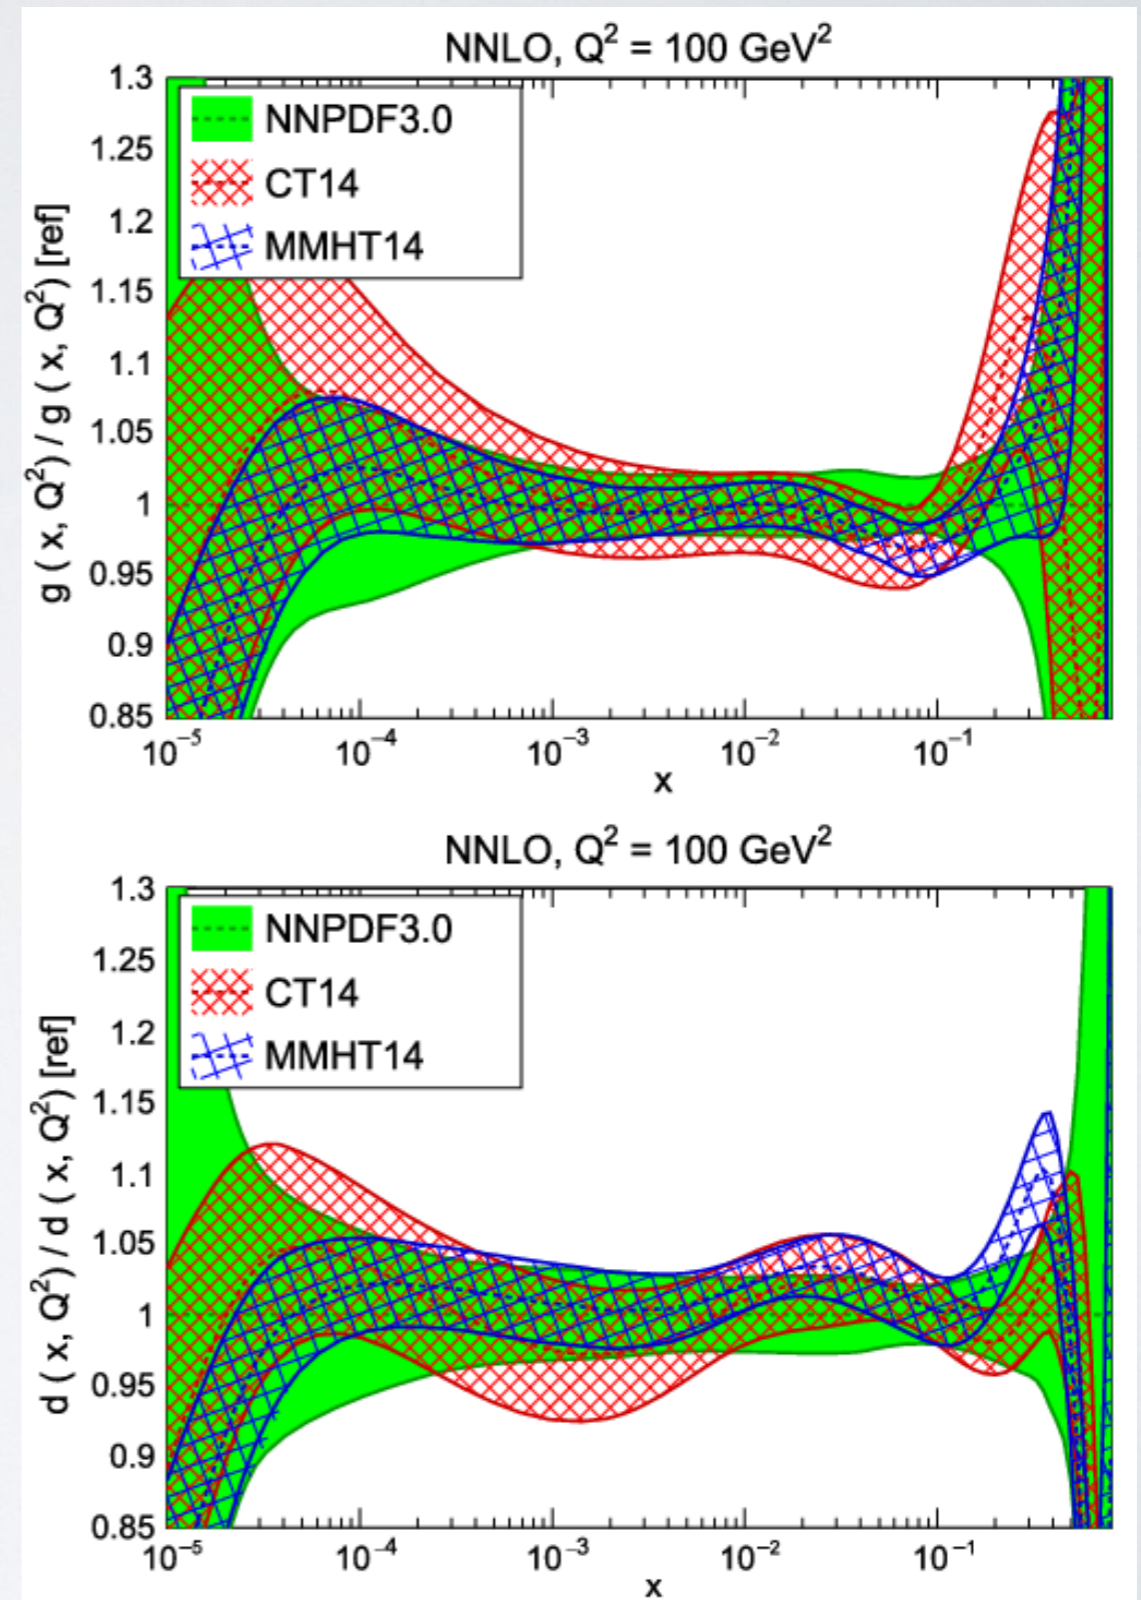 NNLO, Q² = 100 GeV²
g ( x, Q²) / g ( x, Q²) [ref]
1.3
1.25
1.2
1.15
1.1
1.05
1
0.95
0.9
0.85
NNPDF3.0
CT14
MMHT14
10⁻⁵ 10⁻⁴ 10⁻³ 10⁻² 10⁻¹
x
NNLO, Q² = 100 GeV²
d ( x, Q²) / d ( x, Q²) [ref]
1.3
1.25
1.2
1.15
1.1
1.05
1
0.95
0.9
0.85
NNPDF3.0
CT14
MMHT14
10⁻⁵ 10⁻⁴ 10⁻³ 10⁻² 10⁻¹
x